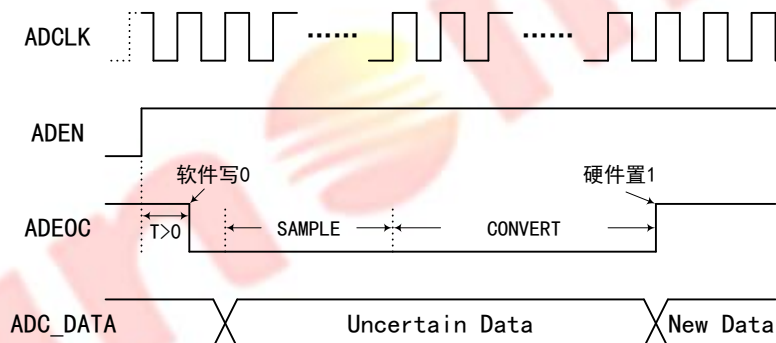 ADCLK
ADEN
软件写0
硬件置1
ADEOC
T>0
SAMPLE
CONVERT
ADC_DATA
Uncertain Data
New Data